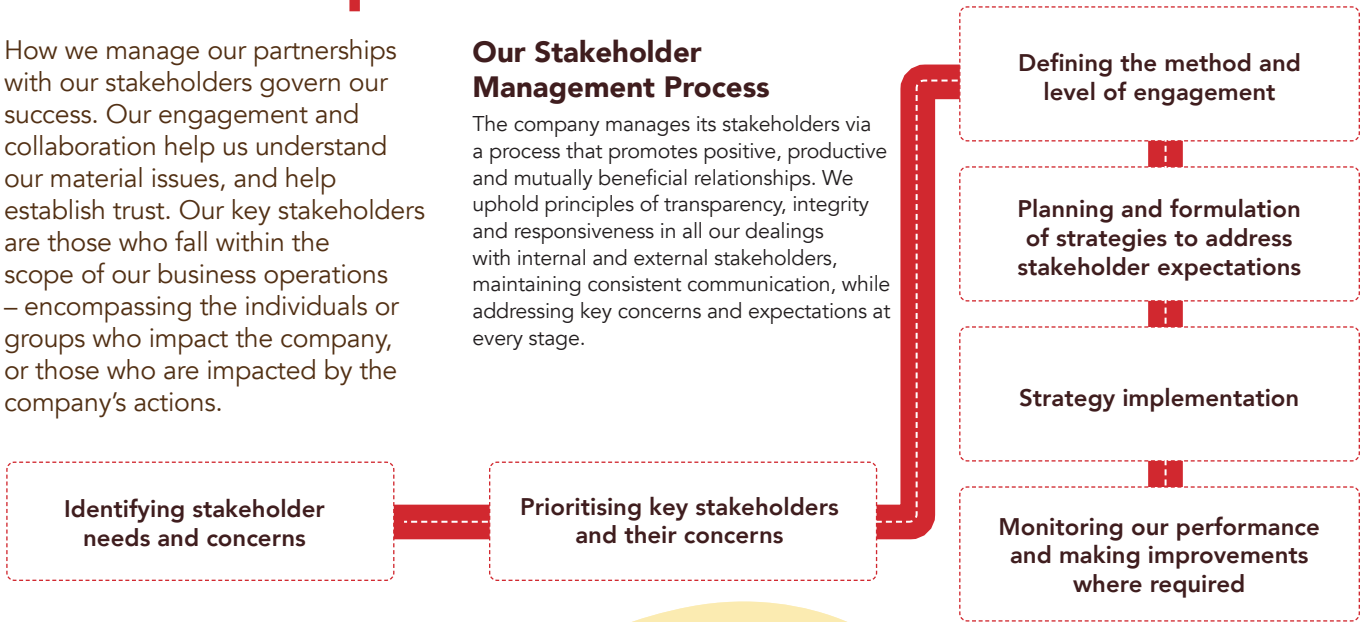 How we manage our partnerships
with our stakeholders govern our
success. Our engagement and
collaboration help us understand
our material issues, and help
establish trust. Our key stakeholders
are those who fall within the
scope of our business operations
– encompassing the individuals or
groups who impact the company,
or those who are impacted by the
company’s actions.
Our Stakeholder
Management Process
The company manages its stakeholders via
a process that promotes positive, productive
and mutually beneficial relationships. We
uphold principles of transparency, integrity
and responsiveness in all our dealings
with internal and external stakeholders,
maintaining consistent communication, while
addressing key concerns and expectations at
every stage.
Identifying stakeholder
needs and concerns
Prioritising key stakeholders
and their concerns
Defining the method and
level of engagement
Planning and formulation
of strategies to address
stakeholder expectations
Strategy implementation
Monitoring our performance
and making improvements
where required